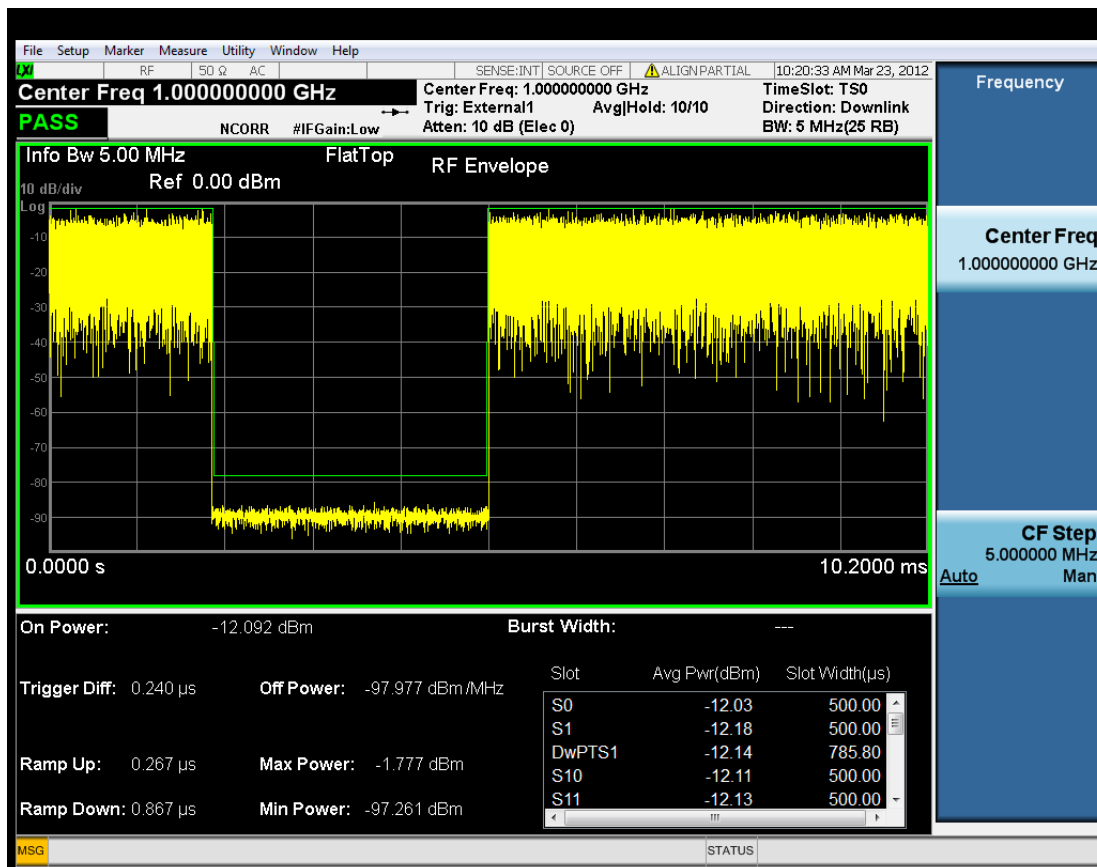 File Setup Marker Measure Utility Window Help
LXI RF 50 Ω AC SENSE:INT SOURCE OFF ALIGN PARTIAL 10:20:33 AM Mar 23, 2012
Center Freq 1.000000000 GHz
PASS
NCORR #IFGain:Low
Center Freq: 1.000000000 GHz
Trig: External1 Avg|Hold: 10/10
Atten: 10 dB (Elec 0)
TimeSlot: TS0
Direction: Downlink
BW: 5 MHz(25 RB)
Info Bw 5.00 MHz FlatTop RF Envelope
10 dB/div Ref 0.00 dBm
Log
-10
-20
-30
-40
-50
-60
-70
-80
-90
0.0000 s 10.2000 ms
On Power: -12.092 dBm Burst Width: ---
Trigger Diff: 0.240 µs Off Power: -97.977 dBm/MHz
Ramp Up: 0.267 µs Max Power: -1.777 dBm
Ramp Down: 0.867 µs Min Power: -97.261 dBm
Slot Avg Pwr(dBm) Slot Width(µs)
S0 -12.03 500.00
S1 -12.18 500.00
DwPTS1 -12.14 785.80
S10 -12.11 500.00
S11 -12.13 500.00
MSG STATUS
Frequency
Center Freq
1.000000000 GHz
CF Step
5.000000 MHz
Auto Man